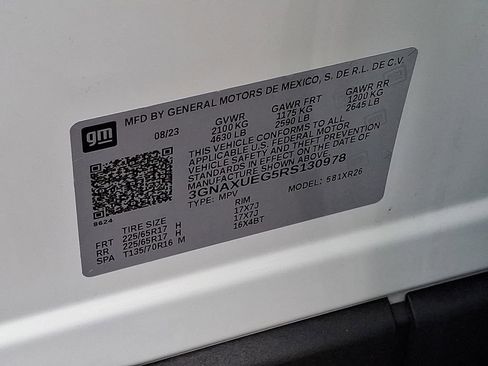 gm
MFD BY GENERAL MOTORS DE MEXICO, S. DE R.L. DE C.V.
08/23 GVWR GAWR FRT GAWR RR
2100 KG 1175 KG 1200 KG
4630 LB 2590 LB 2645 LB
THIS VEHICLE CONFORMS TO ALL
APPLICABLE U.S. FEDERAL MOTOR
VEHICLE SAFETY AND THEFT
PREVENTION STANDARDS IN EFFECT
ON THE DATE OF MANUFACTURE
SHOWN ABOVE.
3GNAXUEG5RS130978
TYPE: MPV MODEL: 581XR26
8624
TIRE SIZE RIM
FRT 225/65R17 H 17X7J
RR 225/65R17 H 17X7J
SPA T135/70R16 M 16X4BT